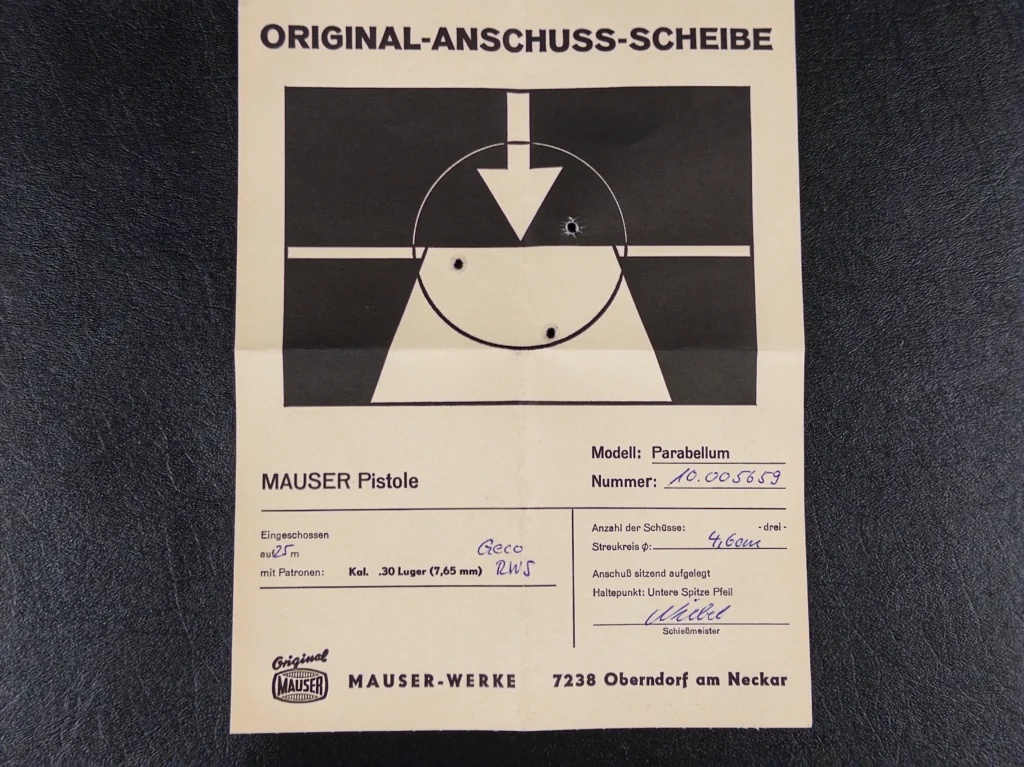 ORIGINAL-ANSCHUSS-SCHEIBE
MAUSER Pistole
Modell: Parabellum
Nummer: 10.005659
Eingeschossen
auf 25 m
mit Patronen: Kal. .30 Luger (7,65 mm) Geco RWS
Anzahl der Schüsse: - drei -
Streukreis φ: 4,6cm
Anschuß sitzend aufgelegt
Haltepunkt: Untere Spitze Pfeil
Schießmeister
Original
MAUSER
MAUSER-WERKE 7238 Oberndorf am Neckar